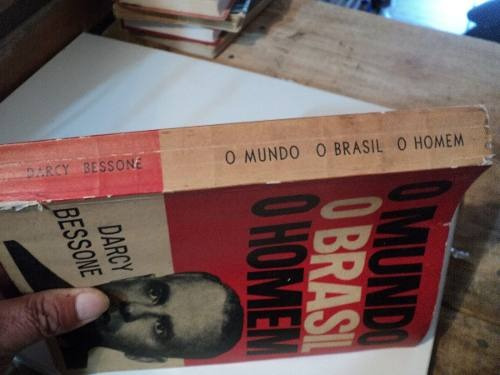 DARCY BESSONE O MUNDO O BRASIL O HOMEM
O MUNDO
O BRASIL
O HOMEM
DARCY
BESSONE